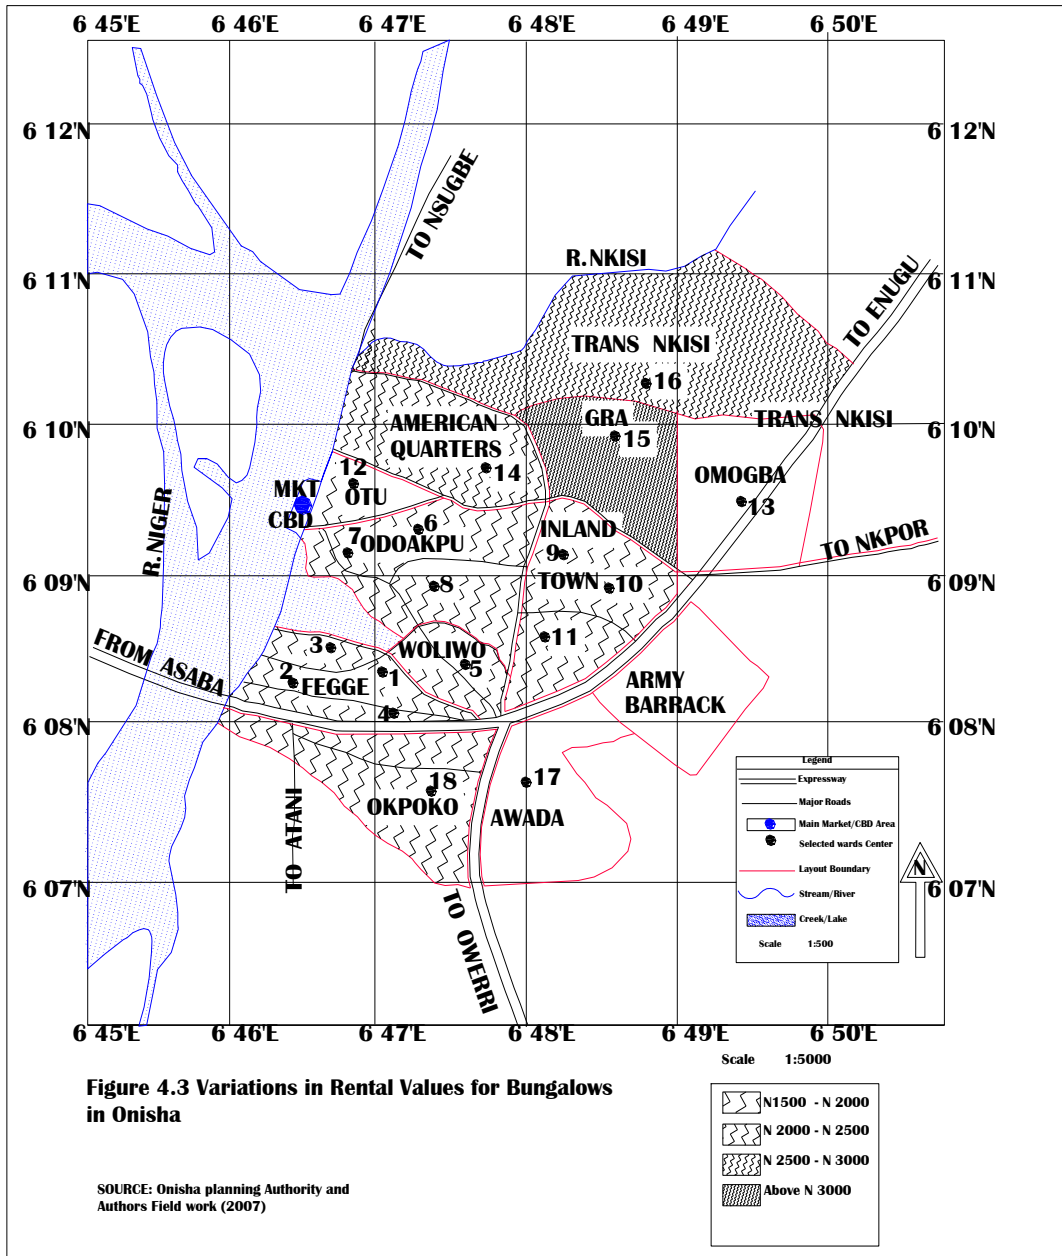 6 45'E 6 46'E 6 47'E 6 48'E 6 49'E 6 50'E
6 12'N 6 12'N
TO NSUGBE
R.NKISI
6 11'N 6 11'N
TO ENUGU
TRANS NKISI
16
GRA
15
TRANS NKISI
6 10'N 6 10'N
AMERICAN
QUARTERS
14
12
OTU
MKT
CBD
OMOGBA
13
R.NIGER
6
7
ODOAKPU
INLAND
9
TOWN
10
TO NKPOR
6 09'N 6 09'N
8
11
WOLIWO
5
3
2
FEGGE
1
4
FROM ASABA
ARMY
BARRACK
6 08'N 6 08'N
18
OKPOKO
17
AWADA
TO ATANI
TO OWERRI
6 07'N 6 07'N
Legend
Expressway
Major Roads
Main Market/CBD Area
Selected wards Center
Layout Boundary
Stream/River
Creek/Lake
Scale 1:500
N
6 45'E 6 46'E 6 47'E 6 48'E 6 49'E 6 50'E
Scale 1:5000
Figure 4.3 Variations in Rental Values for Bungalows
in Onisha
N1500 - N 2000
N 2000 - N 2500
N 2500 - N 3000
Above N 3000
SOURCE: Onisha planning Authority and
Authors Field work (2007)